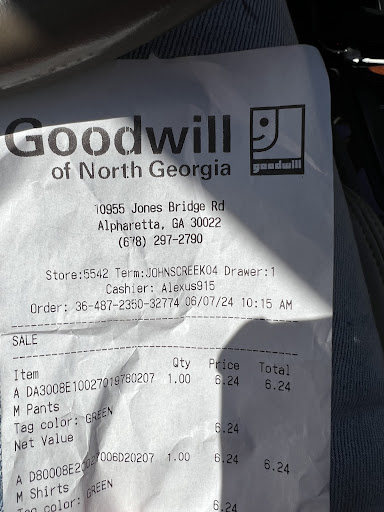 Goodwill
of North Georgia
goodwill
10955 Jones Bridge Rd
Alpharetta, GA 30022
(678) 297-2790
Store:5542 Term:JOHNSCREEK04 Drawer:1
Cashier: Alexus915
Order: 36-487-2350-32774 06/07/24 10:15 AM
SALE
Item Qty Price Total
A DA3008E10027019780207 1.00 6.24 6.24
M Pants
Tag color: GREEN
Net Value 6.24
A 1.00 6.24 6.24
M Shirts
Tag color: GREEN
6.24